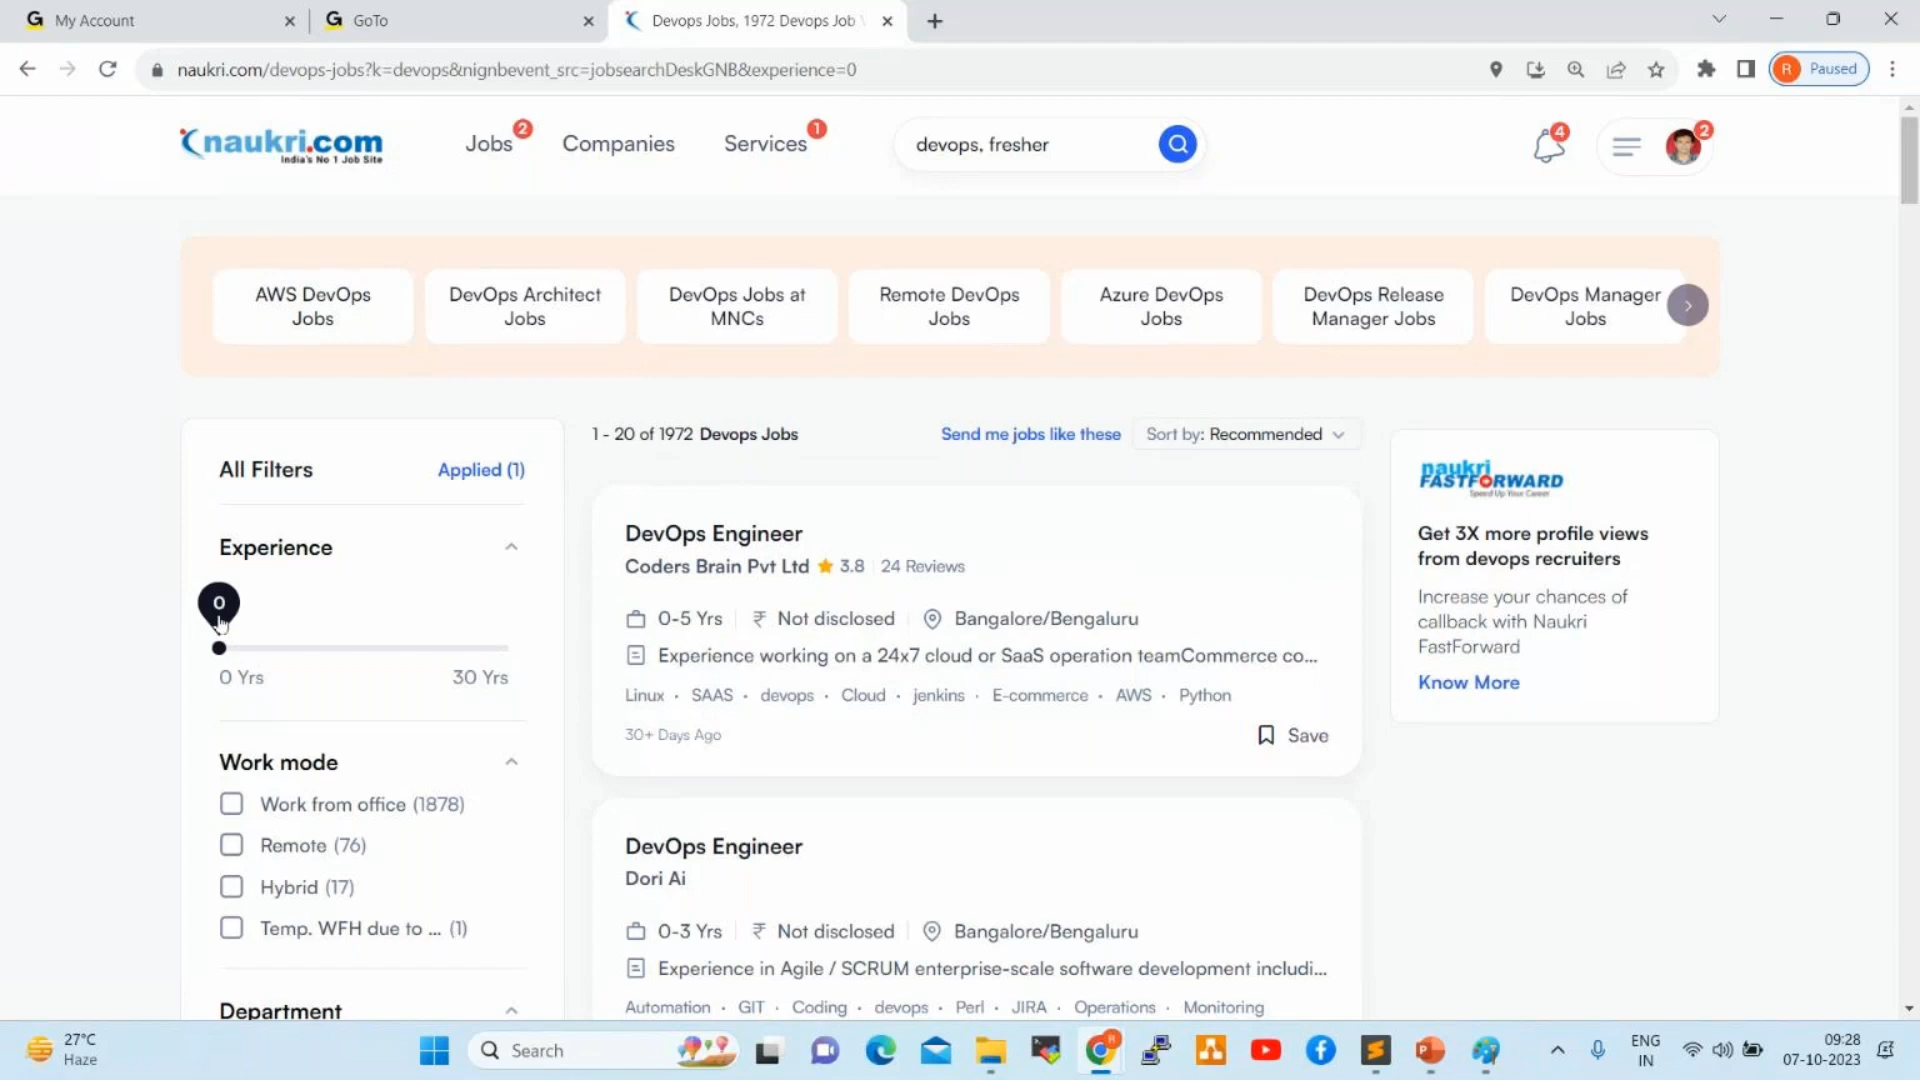 My Account
GoTo
Devops Jobs, 1972 Devops Job
naukri.com/devops-jobs?k=devops&nignbevent_src=jobsearchDeskGNB&experience=0
R Paused
naukri.com
India's No 1 Job Site
Jobs 2
Companies
Services 1
devops, fresher
4
2
AWS DevOps
Jobs
DevOps Architect
Jobs
DevOps Jobs at
MNCs
Remote DevOps
Jobs
Azure DevOps
Jobs
DevOps Release
Manager Jobs
DevOps Manager
Jobs
All Filters
Applied (1)
Experience
0
0 Yrs
30 Yrs
Work mode
Work from office (1878)
Remote (76)
Hybrid (17)
Temp. WFH due to ... (1)
Department
1 - 20 of 1972 Devops Jobs
Send me jobs like these
Sort by: Recommended
DevOps Engineer
Coders Brain Pvt Ltd 3.8 24 Reviews
0-5 Yrs ₹ Not disclosed Bangalore/Bengaluru
Experience working on a 24x7 cloud or SaaS operation teamCommerce co...
Linux · SAAS · devops · Cloud · jenkins · E-commerce · AWS · Python
30+ Days Ago
Save
DevOps Engineer
Dori Ai
0-3 Yrs ₹ Not disclosed Bangalore/Bengaluru
Experience in Agile / SCRUM enterprise-scale software development includi...
Automation · GIT · Coding · devops · Perl · JIRA · Operations · Monitoring
naukri
FASTFORWARD
Speed Up Your Career
Get 3X more profile views
from devops recruiters
Increase your chances of
callback with Naukri
FastForward
Know More
27°C
Haze
Search
ENG
IN
09:28
07-10-2023